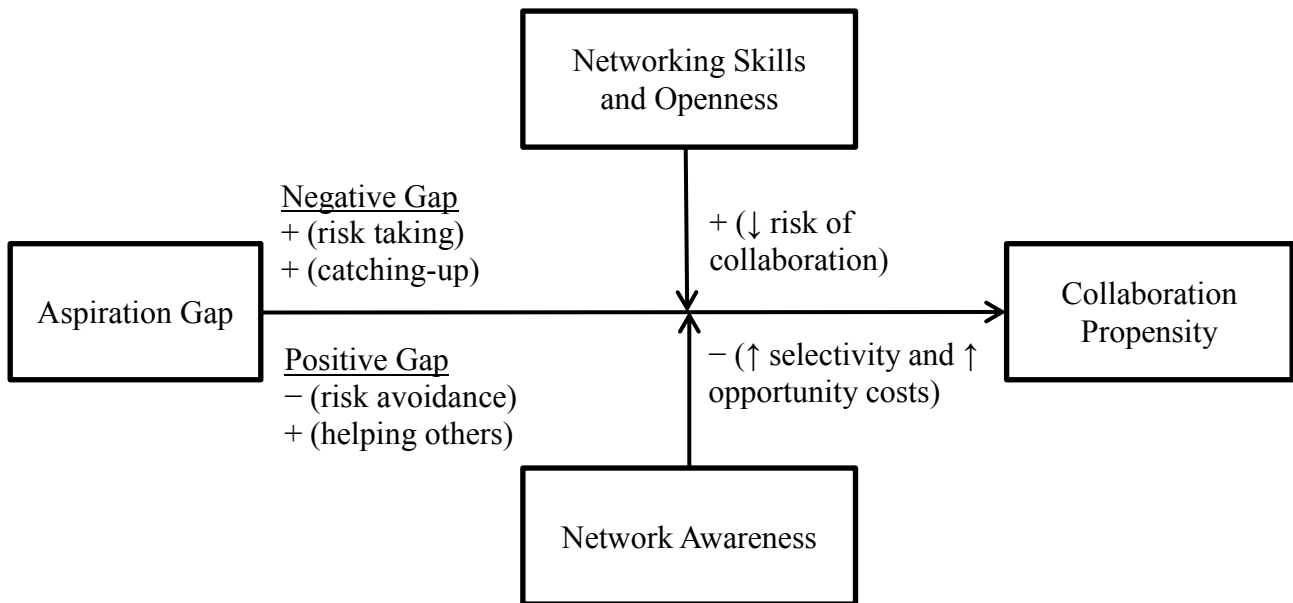 Networking Skills
and Openness
Negative Gap
+ (risk taking)
+ (catching-up)
+ (↓ risk of
collaboration)
Aspiration Gap
Collaboration
Propensity
Positive Gap
− (risk avoidance)
+ (helping others)
− (↑ selectivity and ↑
opportunity costs)
Network Awareness